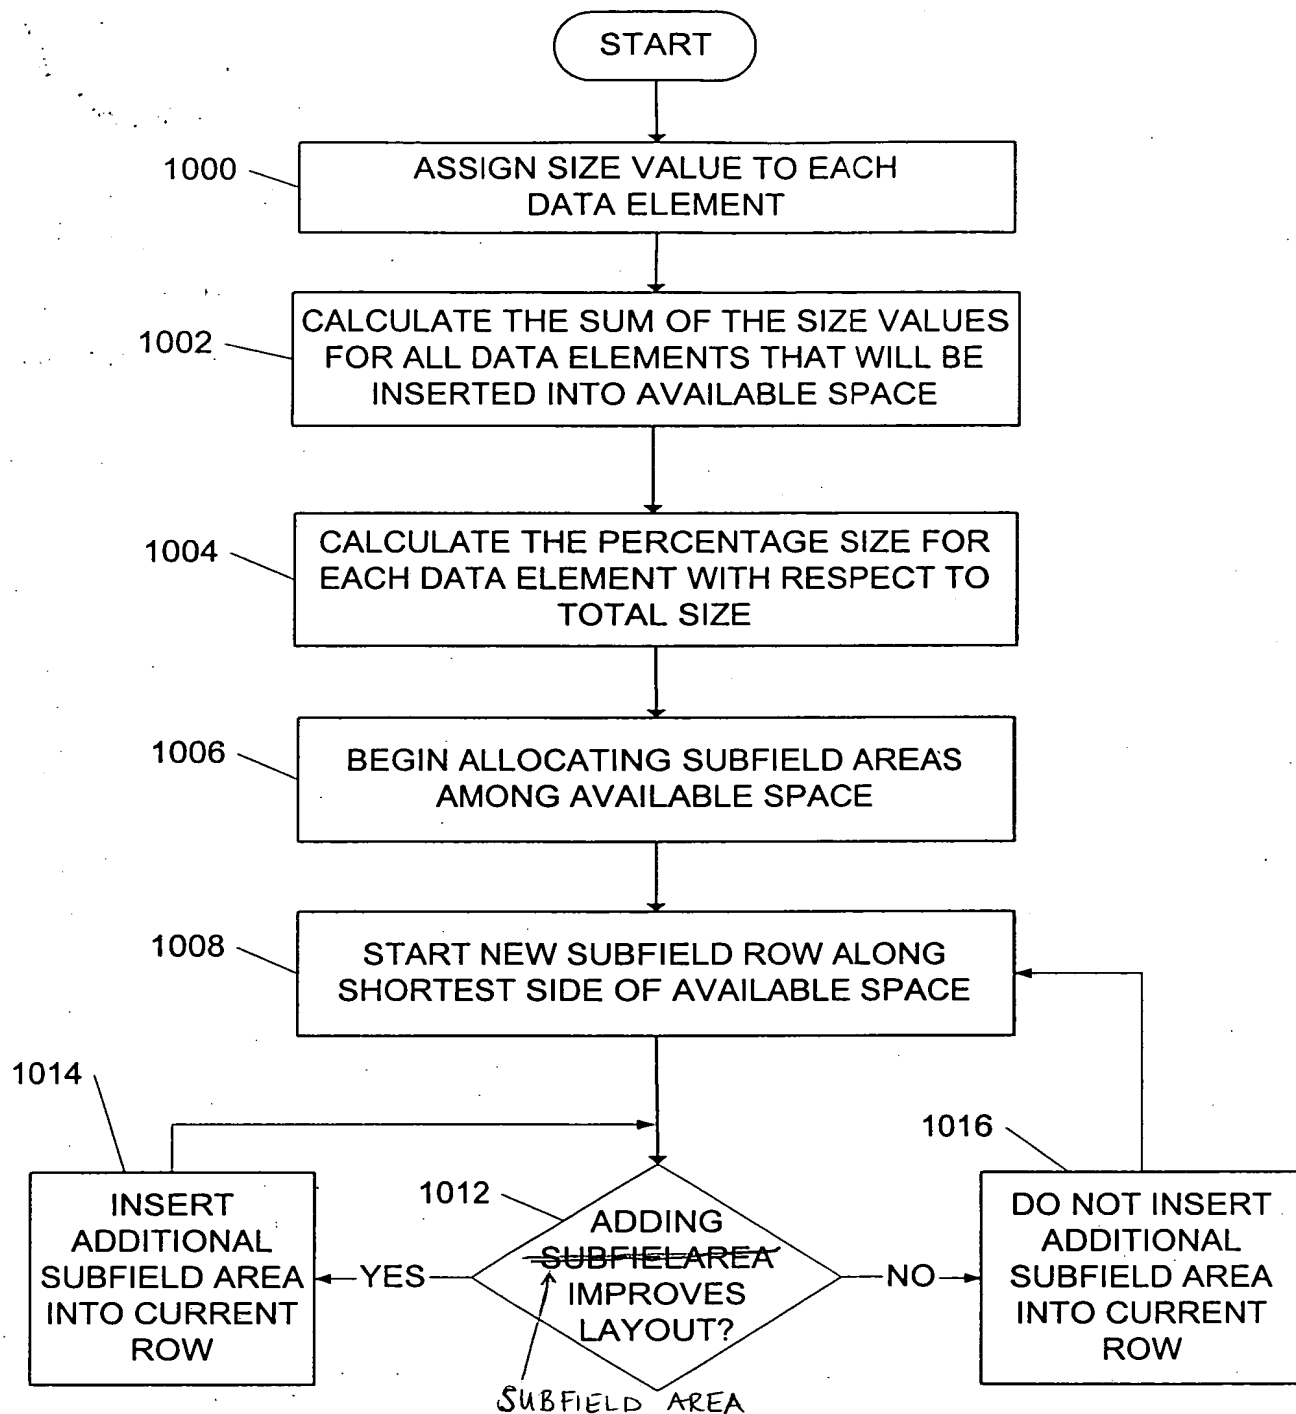 START
1000
ASSIGN SIZE VALUE TO EACH
DATA ELEMENT
1002
CALCULATE THE SUM OF THE SIZE VALUES
FOR ALL DATA ELEMENTS THAT WILL BE
INSERTED INTO AVAILABLE SPACE
1004
CALCULATE THE PERCENTAGE SIZE FOR
EACH DATA ELEMENT WITH RESPECT TO
TOTAL SIZE
1006
BEGIN ALLOCATING SUBFIELD AREAS
AMONG AVAILABLE SPACE
1008
START NEW SUBFIELD ROW ALONG
SHORTEST SIDE OF AVAILABLE SPACE
1014
INSERT
ADDITIONAL
SUBFIELD AREA
INTO CURRENT
ROW
YES
1012
ADDING
SUBFIELAREA
IMPROVES
LAYOUT?
SUBFIELD AREA
NO
1016
DO NOT INSERT
ADDITIONAL
SUBFIELD AREA
INTO CURRENT
ROW